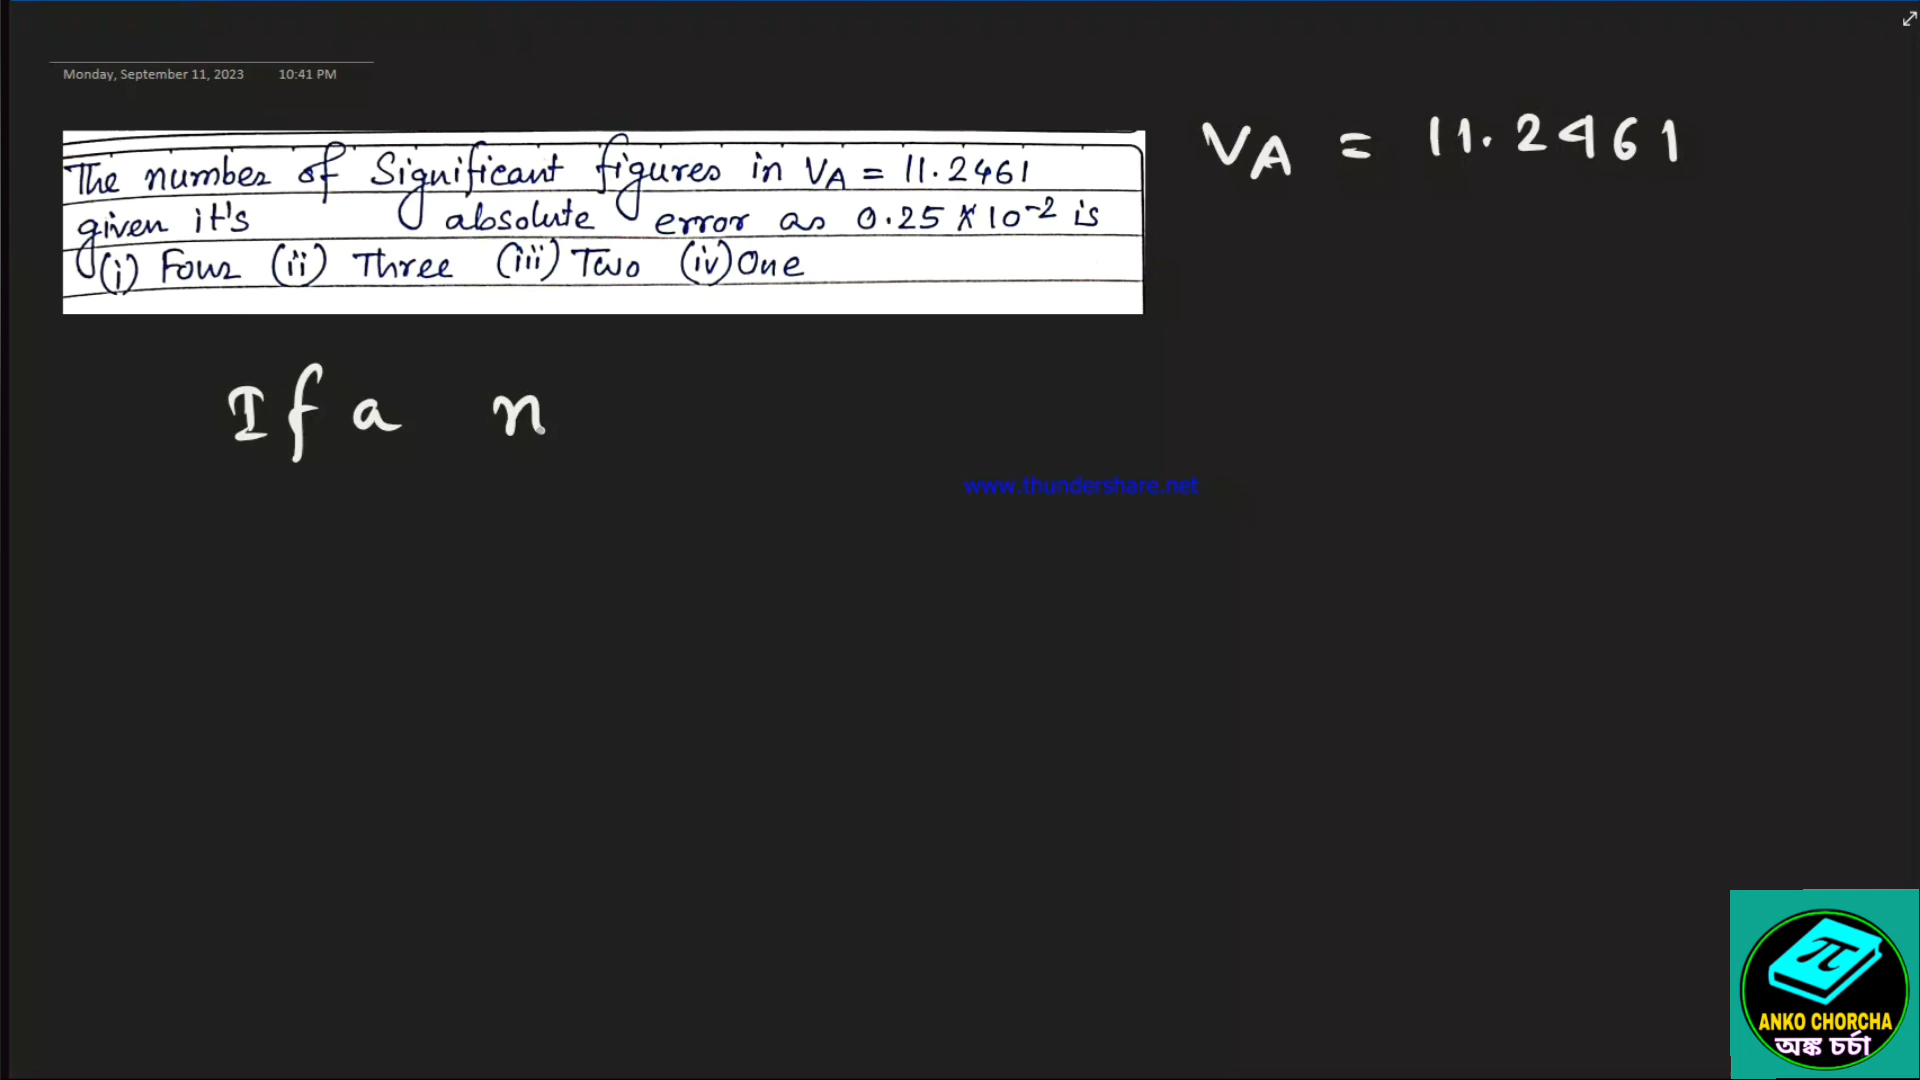 Monday, September 11, 2023 10:41 PM
The number of Significant figures in VA = 11.2461
given it's absolute error as 0.25 × 10⁻² is
(i) Four (ii) Three (iii) Two (iv) One
VA = 11.2461
If a n
www.thundershare.net
π
ANKO CHORCHA
অঙ্ক চর্চা